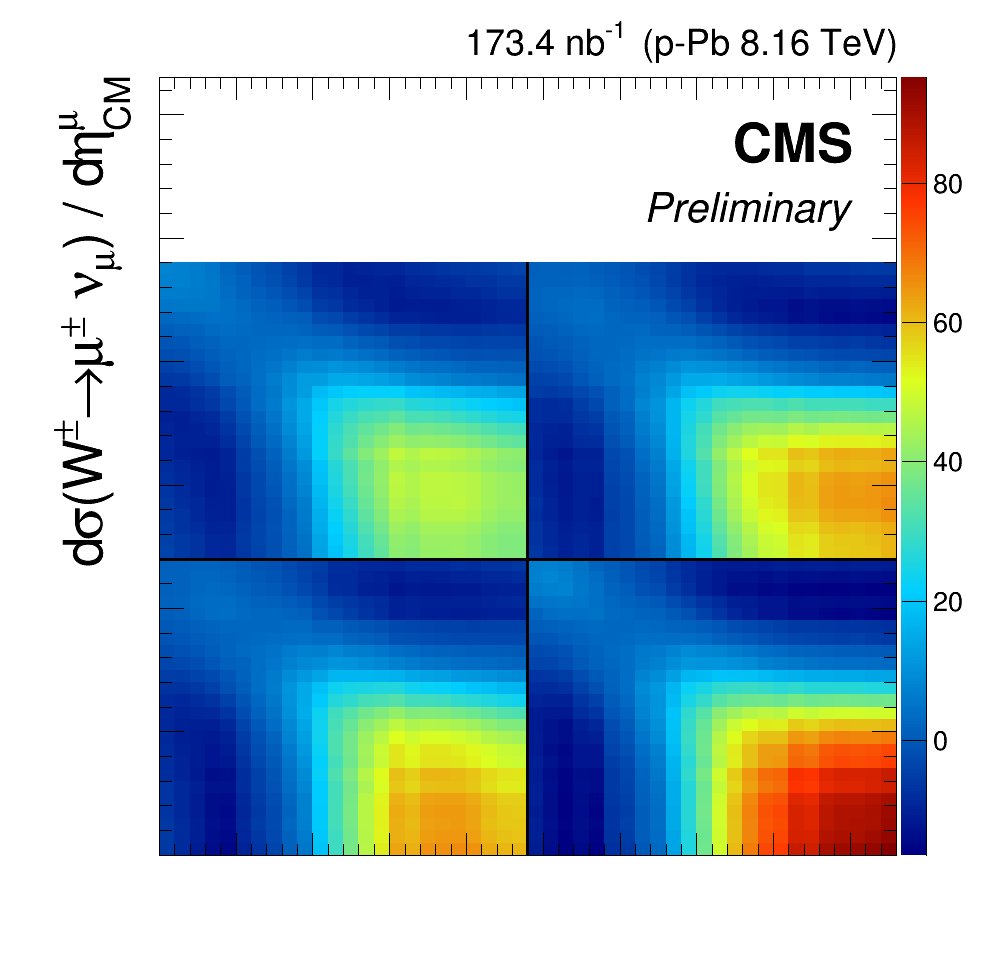 173.4 nb⁻¹ (p-Pb 8.16 TeV)
CMS
Preliminary
dσ(W^± → μ^± ν_μ) / dη^μ_CM
80
60
40
20
0